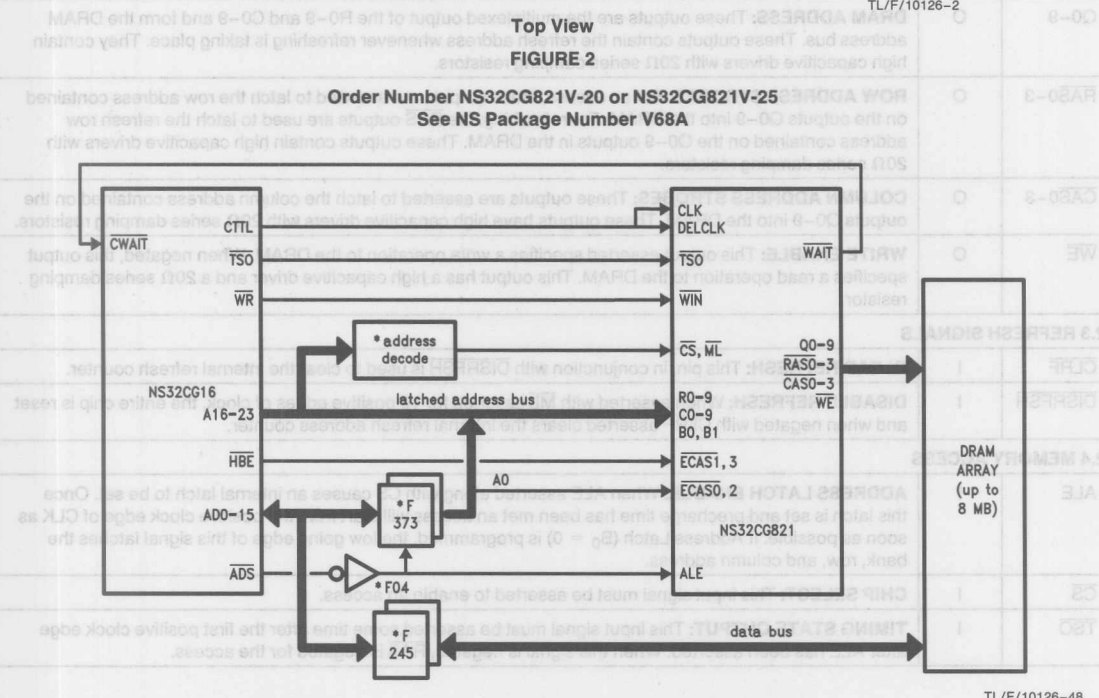 TL/F/10126-2
Top View
FIGURE 2
Order Number NS32CG821V-20 or NS32CG821V-25
See NS Package Number V68A
CWAIT
CTTL
TSO
WR
NS32CG16
A16-23
HBE
AD0-15
ADS
* address
decode
latched address bus
A0
* F
373
*F04
* F
245
CLK
DELCLK
TSO
WIN
CS, ML
R0-9
C0-9
B0, B1
ECAS1, 3
ECAS0, 2
NS32CG821
ALE
WAIT
Q0-9
RAS0-3
CAS0-3
WE
DRAM
ARRAY
(up to
8 MB)
data bus
TL/F/10126-48